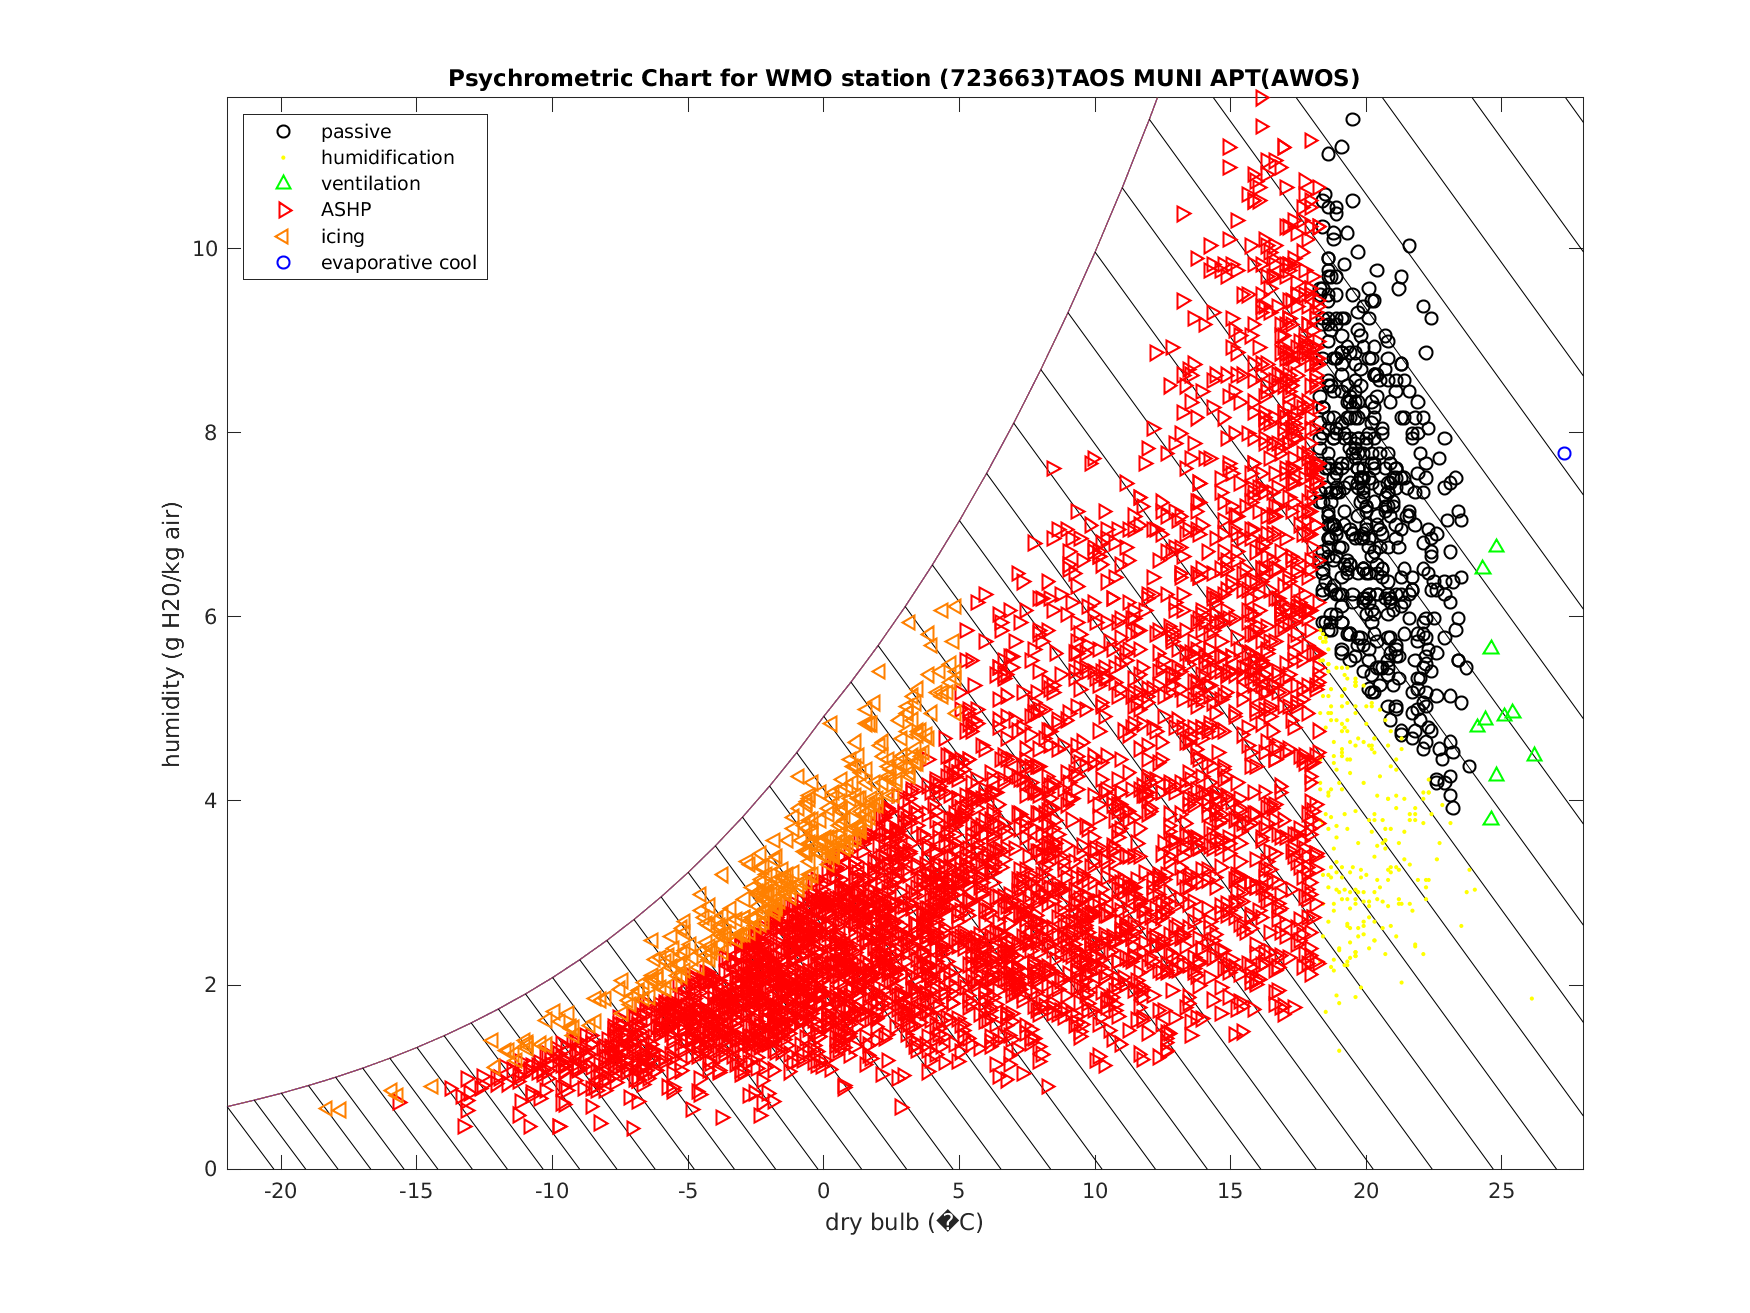 Psychrometric Chart for WMO station (723663)TAOS MUNI APT(AWOS)
passive
humidification
ventilation
ASHP
icing
evaporative cool
10
8
6
4
2
0
humidity (g H20/kg air)
-20 -15 -10 -5 0 5 10 15 20 25
dry bulb (�C)